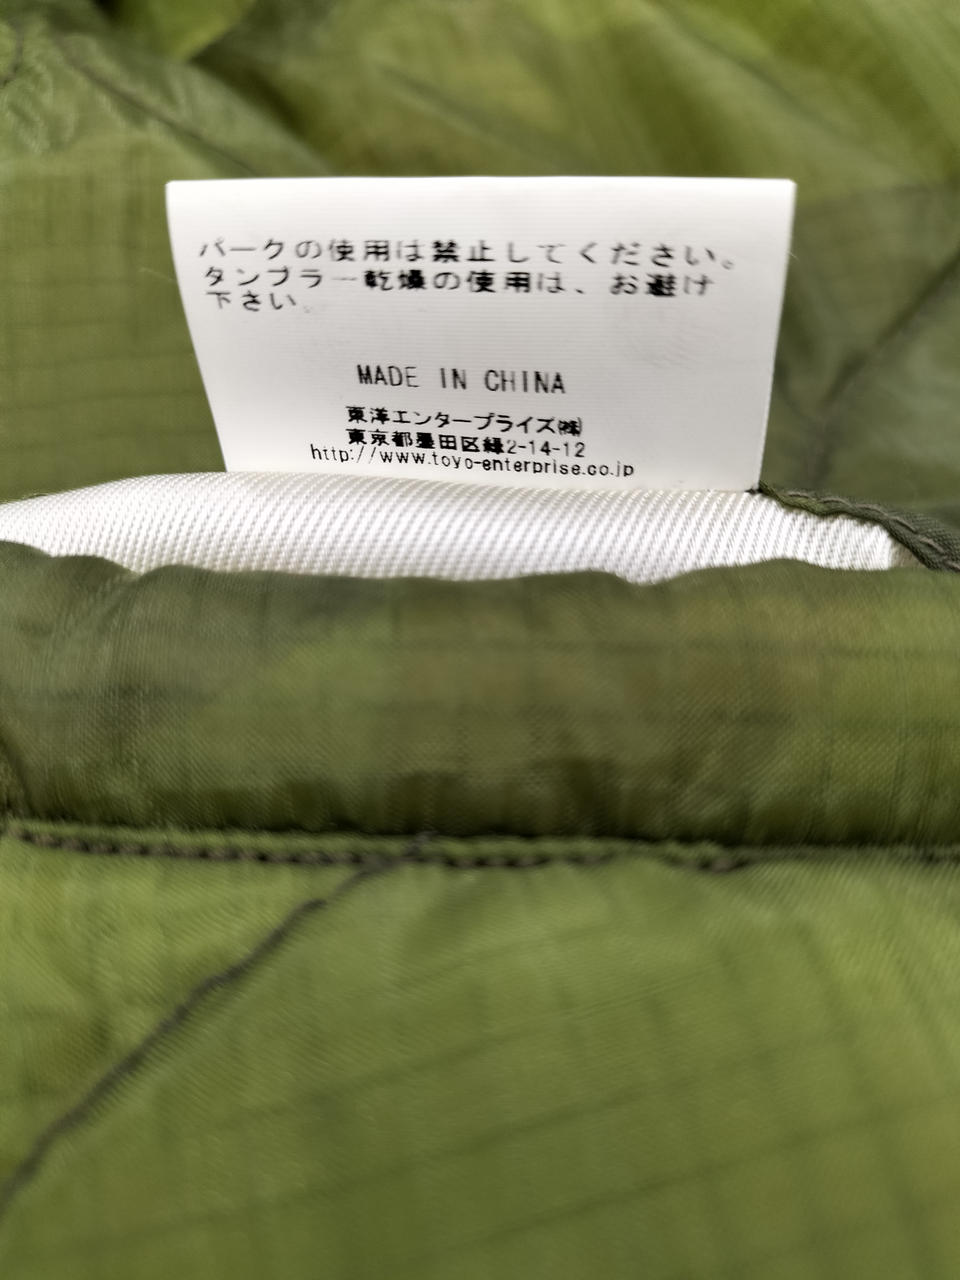 パークの使用は禁止してください。
タンブラー乾燥の使用は、お避け
下さい。
MADE IN CHINA
東洋エンタープライズ㈱
東京都墨田区緑2-14-12
http://www.toyo-enterprise.co.jp